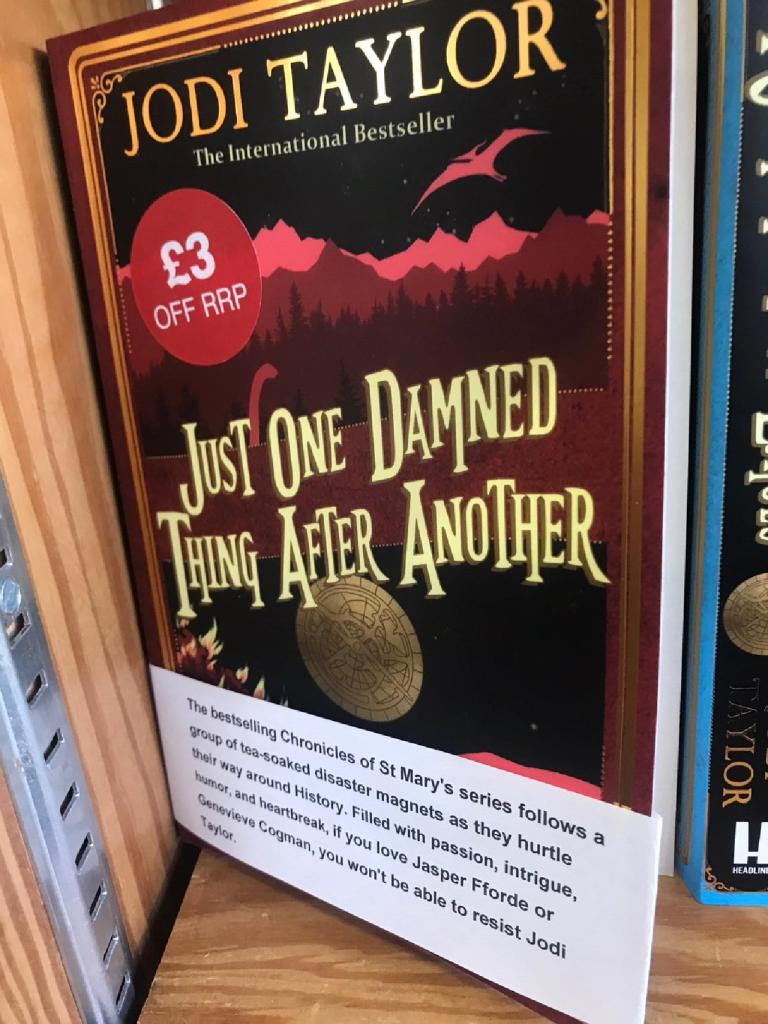 JODI TAYLOR
The International Bestseller
£3
OFF RRP
JUST ONE DAMNED
THING AFTER ANOTHER
The bestselling Chronicles of St Mary's series follows a
group of tea-soaked disaster magnets as they hurtle
their way around History. Filled with passion, intrigue,
humor, and heartbreak, if you love Jasper Fforde or
Genevieve Cogman, you won't be able to resist Jodi
Taylor.
TAYLOR
H
HEADLINE